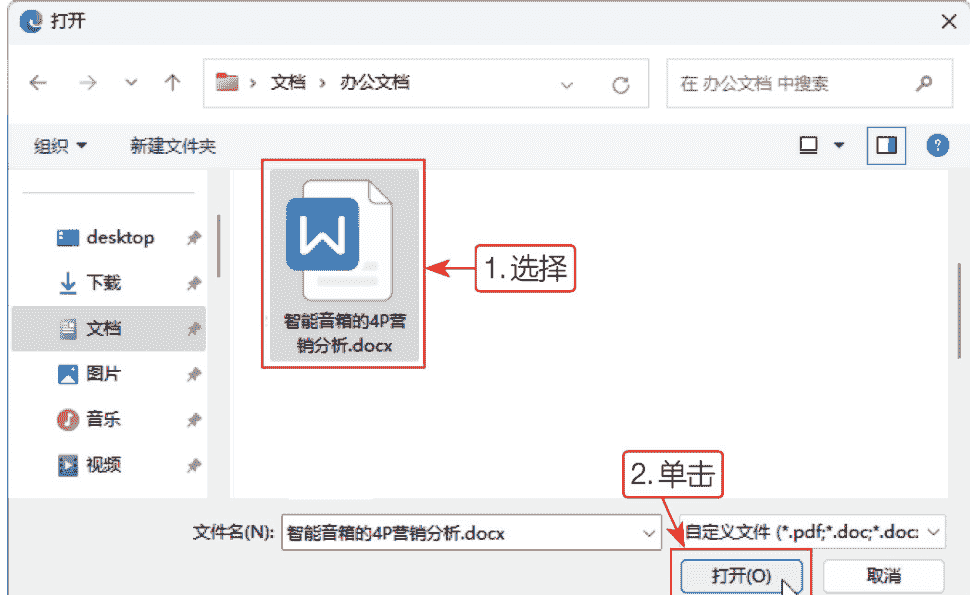 打开
文档 > 办公文档
在 办公文档 中搜索
组织
新建文件夹
?
desktop
下载
文档
图片
音乐
视频
W
智能音箱的4P营
销分析.docx
1.选择
2.单击
文件名(N):
智能音箱的4P营销分析.docx
自定义文件 (*.pdf;*.doc;*.doc:
打开(O)
取消